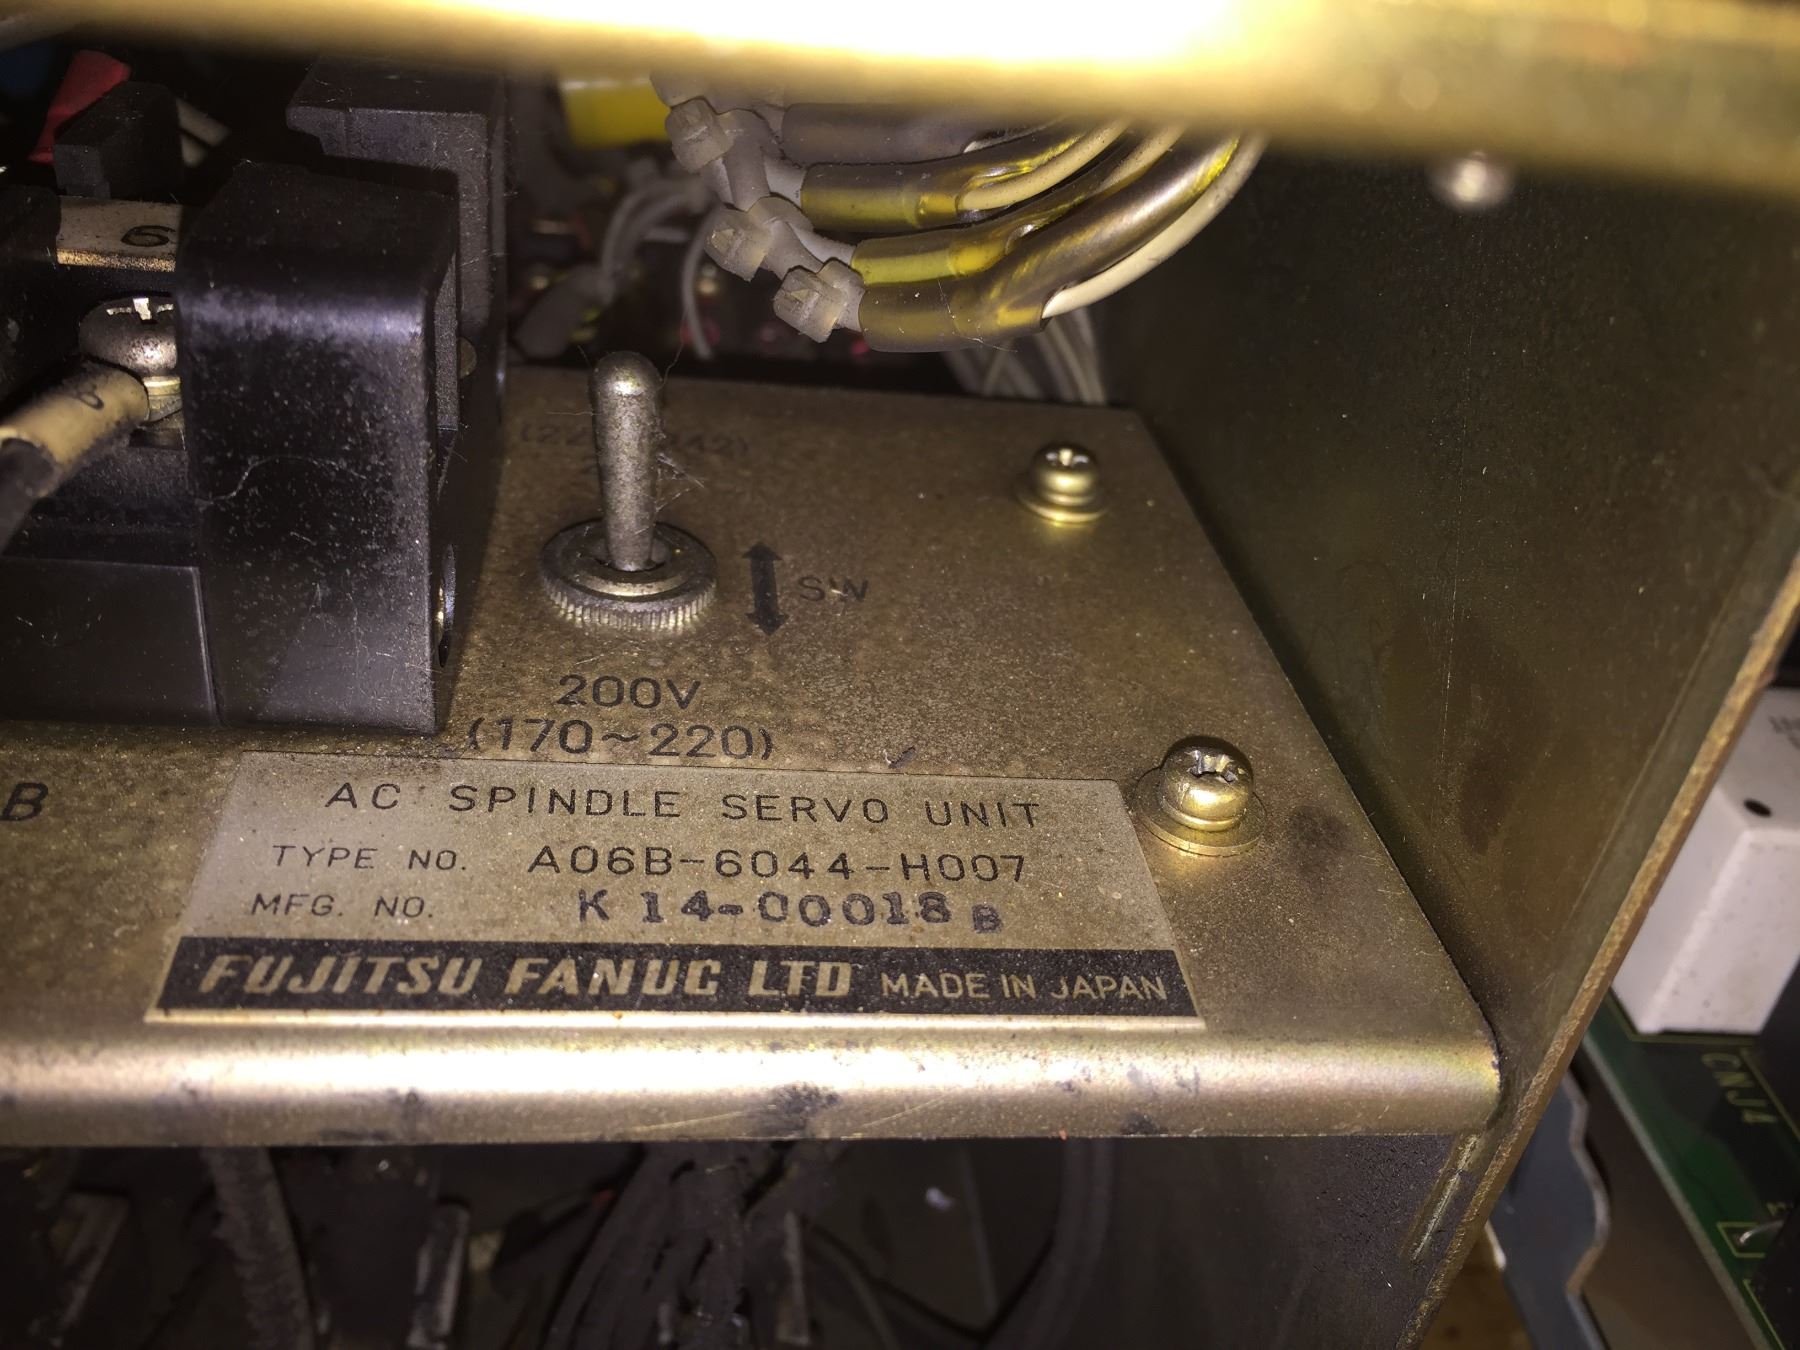 6
SW
200V
(170~220)
B
AC SPINDLE SERVO UNIT
TYPE NO. A06B-6044-H007
MFG. NO. K 14-00018 B
FUJITSU FANUC LTD MADE IN JAPAN
CNJ4